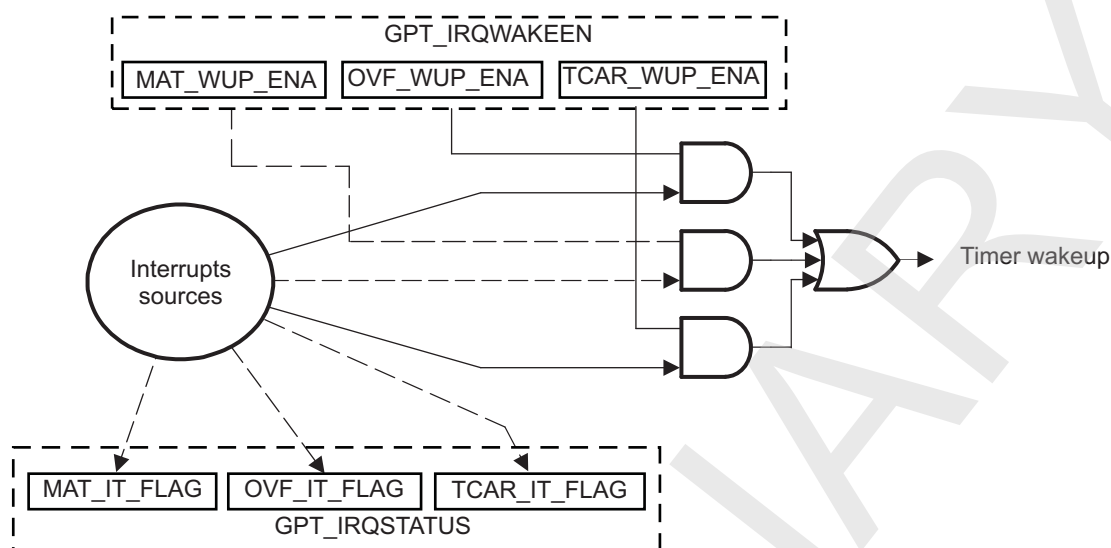 GPT_IRQWAKEEN
MAT_WUP_ENA OVF_WUP_ENA TCAR_WUP_ENA
Interrupts
sources
Timer wakeup
MAT_IT_FLAG OVF_IT_FLAG TCAR_IT_FLAG
GPT_IRQSTATUS